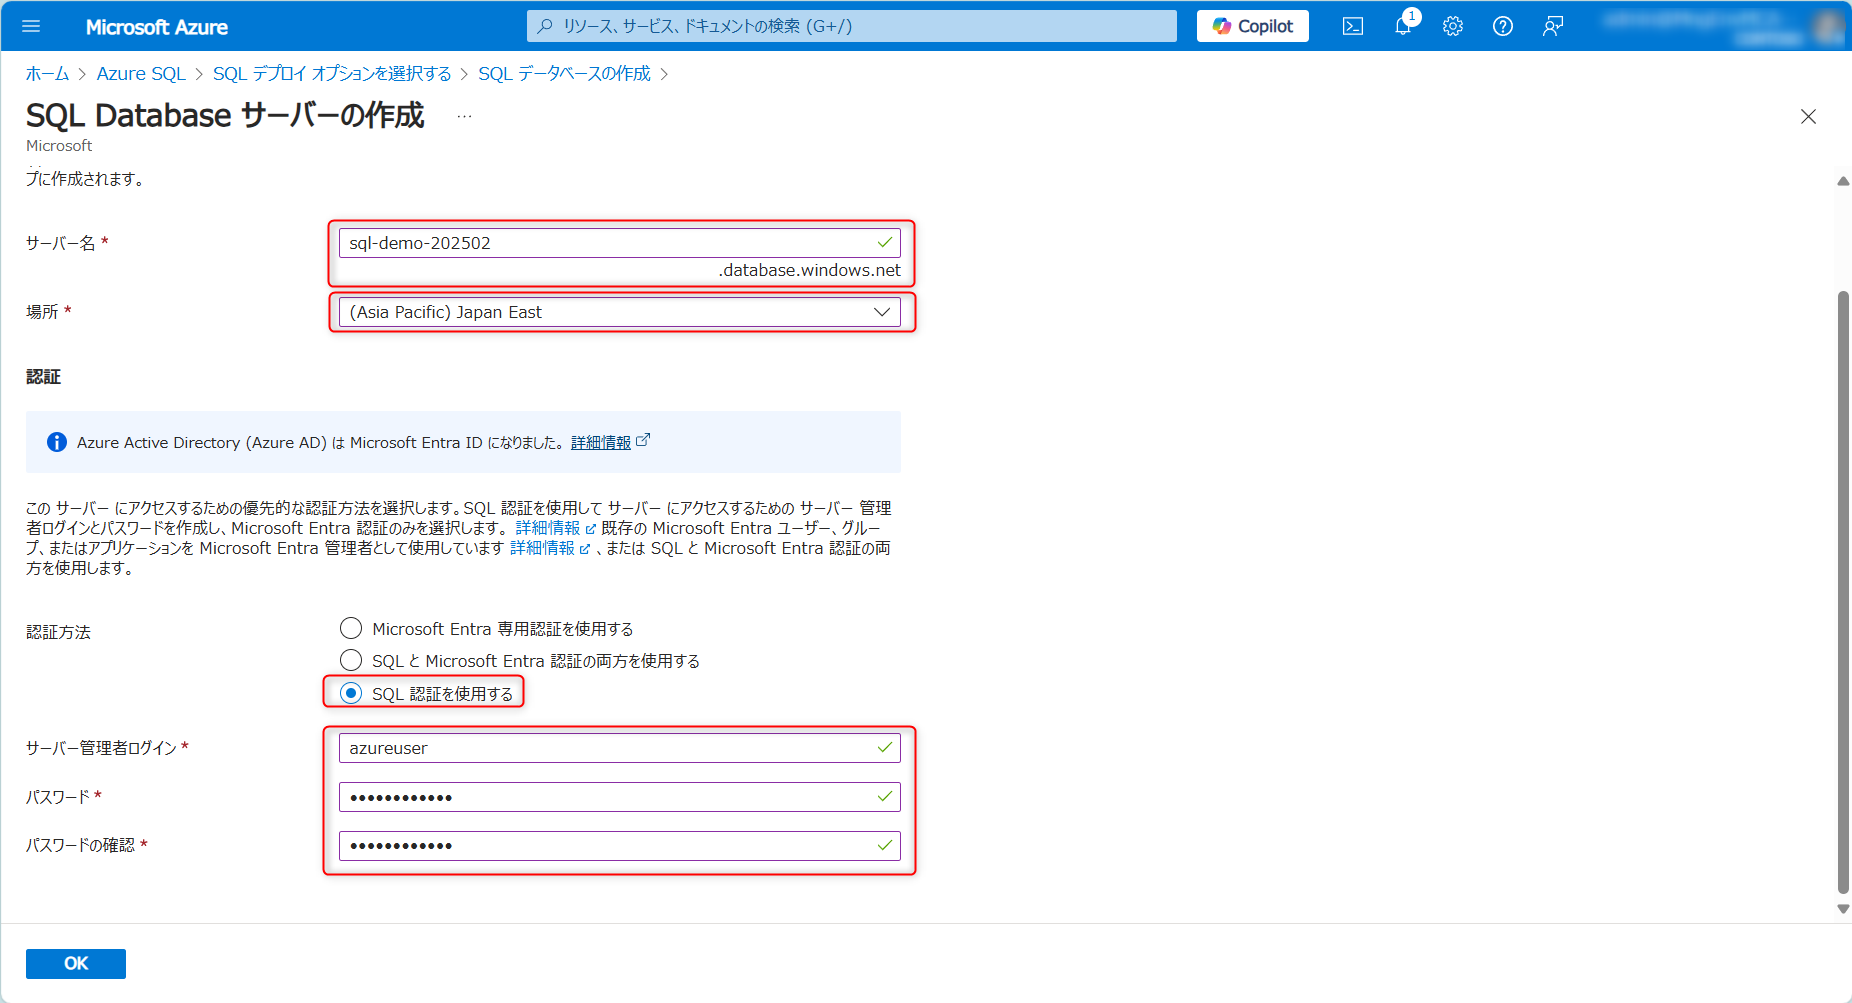 Microsoft Azure
リソース、サービス、ドキュメントの検索 (G+/)
Copilot
1
ホーム > Azure SQL > SQL デプロイ オプションを選択する > SQL データベースの作成 >
SQL Database サーバーの作成 ...
Microsoft
プに作成されます。
サーバー名 *
sql-demo-202502
.database.windows.net
場所 *
(Asia Pacific) Japan East
認証
Azure Active Directory (Azure AD) は Microsoft Entra ID になりました。 詳細情報
この サーバー にアクセスするための優先的な認証方法を選択します。SQL 認証を使用して サーバー にアクセスするための サーバー 管理
者ログインとパスワードを作成し、Microsoft Entra 認証のみを選択します。 詳細情報 既存の Microsoft Entra ユーザー、グルー
プ、またはアプリケーションを Microsoft Entra 管理者として使用しています 詳細情報 、または SQL と Microsoft Entra 認証の両
方を使用します。
認証方法
Microsoft Entra 専用認証を使用する
SQL と Microsoft Entra 認証の両方を使用する
SQL 認証を使用する
サーバー管理者ログイン *
azureuser
パスワード *
••••••••••••
パスワードの確認 *
••••••••••••
OK